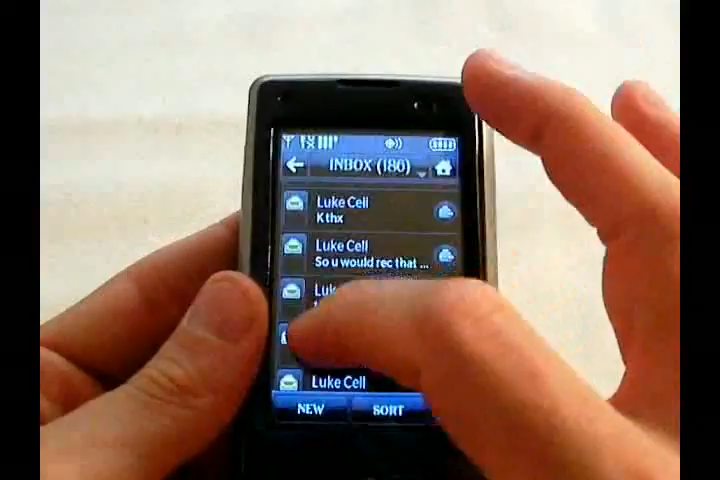 INBOX (180)
Luke Cell
K thx
Luke Cell
So u would rec that ...
Luke Cell
NEW
SORT